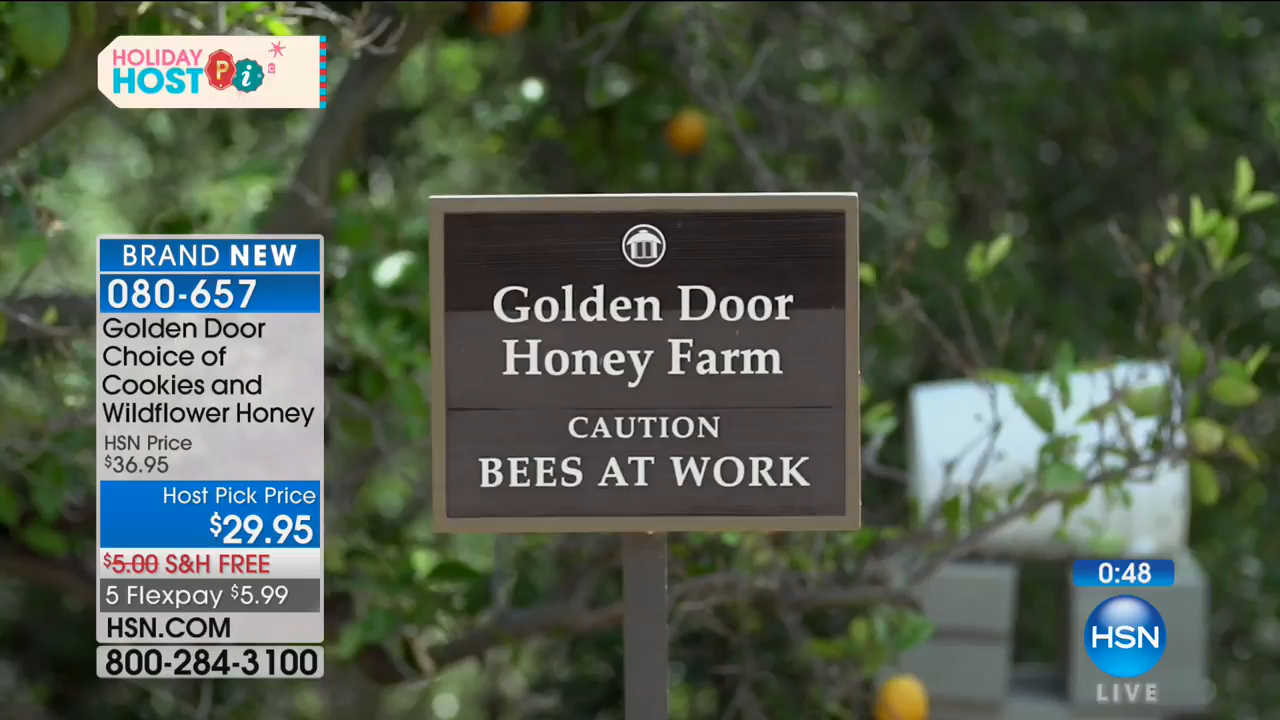 HOLIDAY
HOST Pi
BRAND NEW
080-657
Golden Door
Choice of
Cookies and
Wildflower Honey
HSN Price
$36.95
Host Pick Price
$29.95
$5.00 S&H FREE
5 Flexpay $5.99
HSN.COM
800-284-3100
Golden Door
Honey Farm
CAUTION
BEES AT WORK
0:48
HSN
LIVE